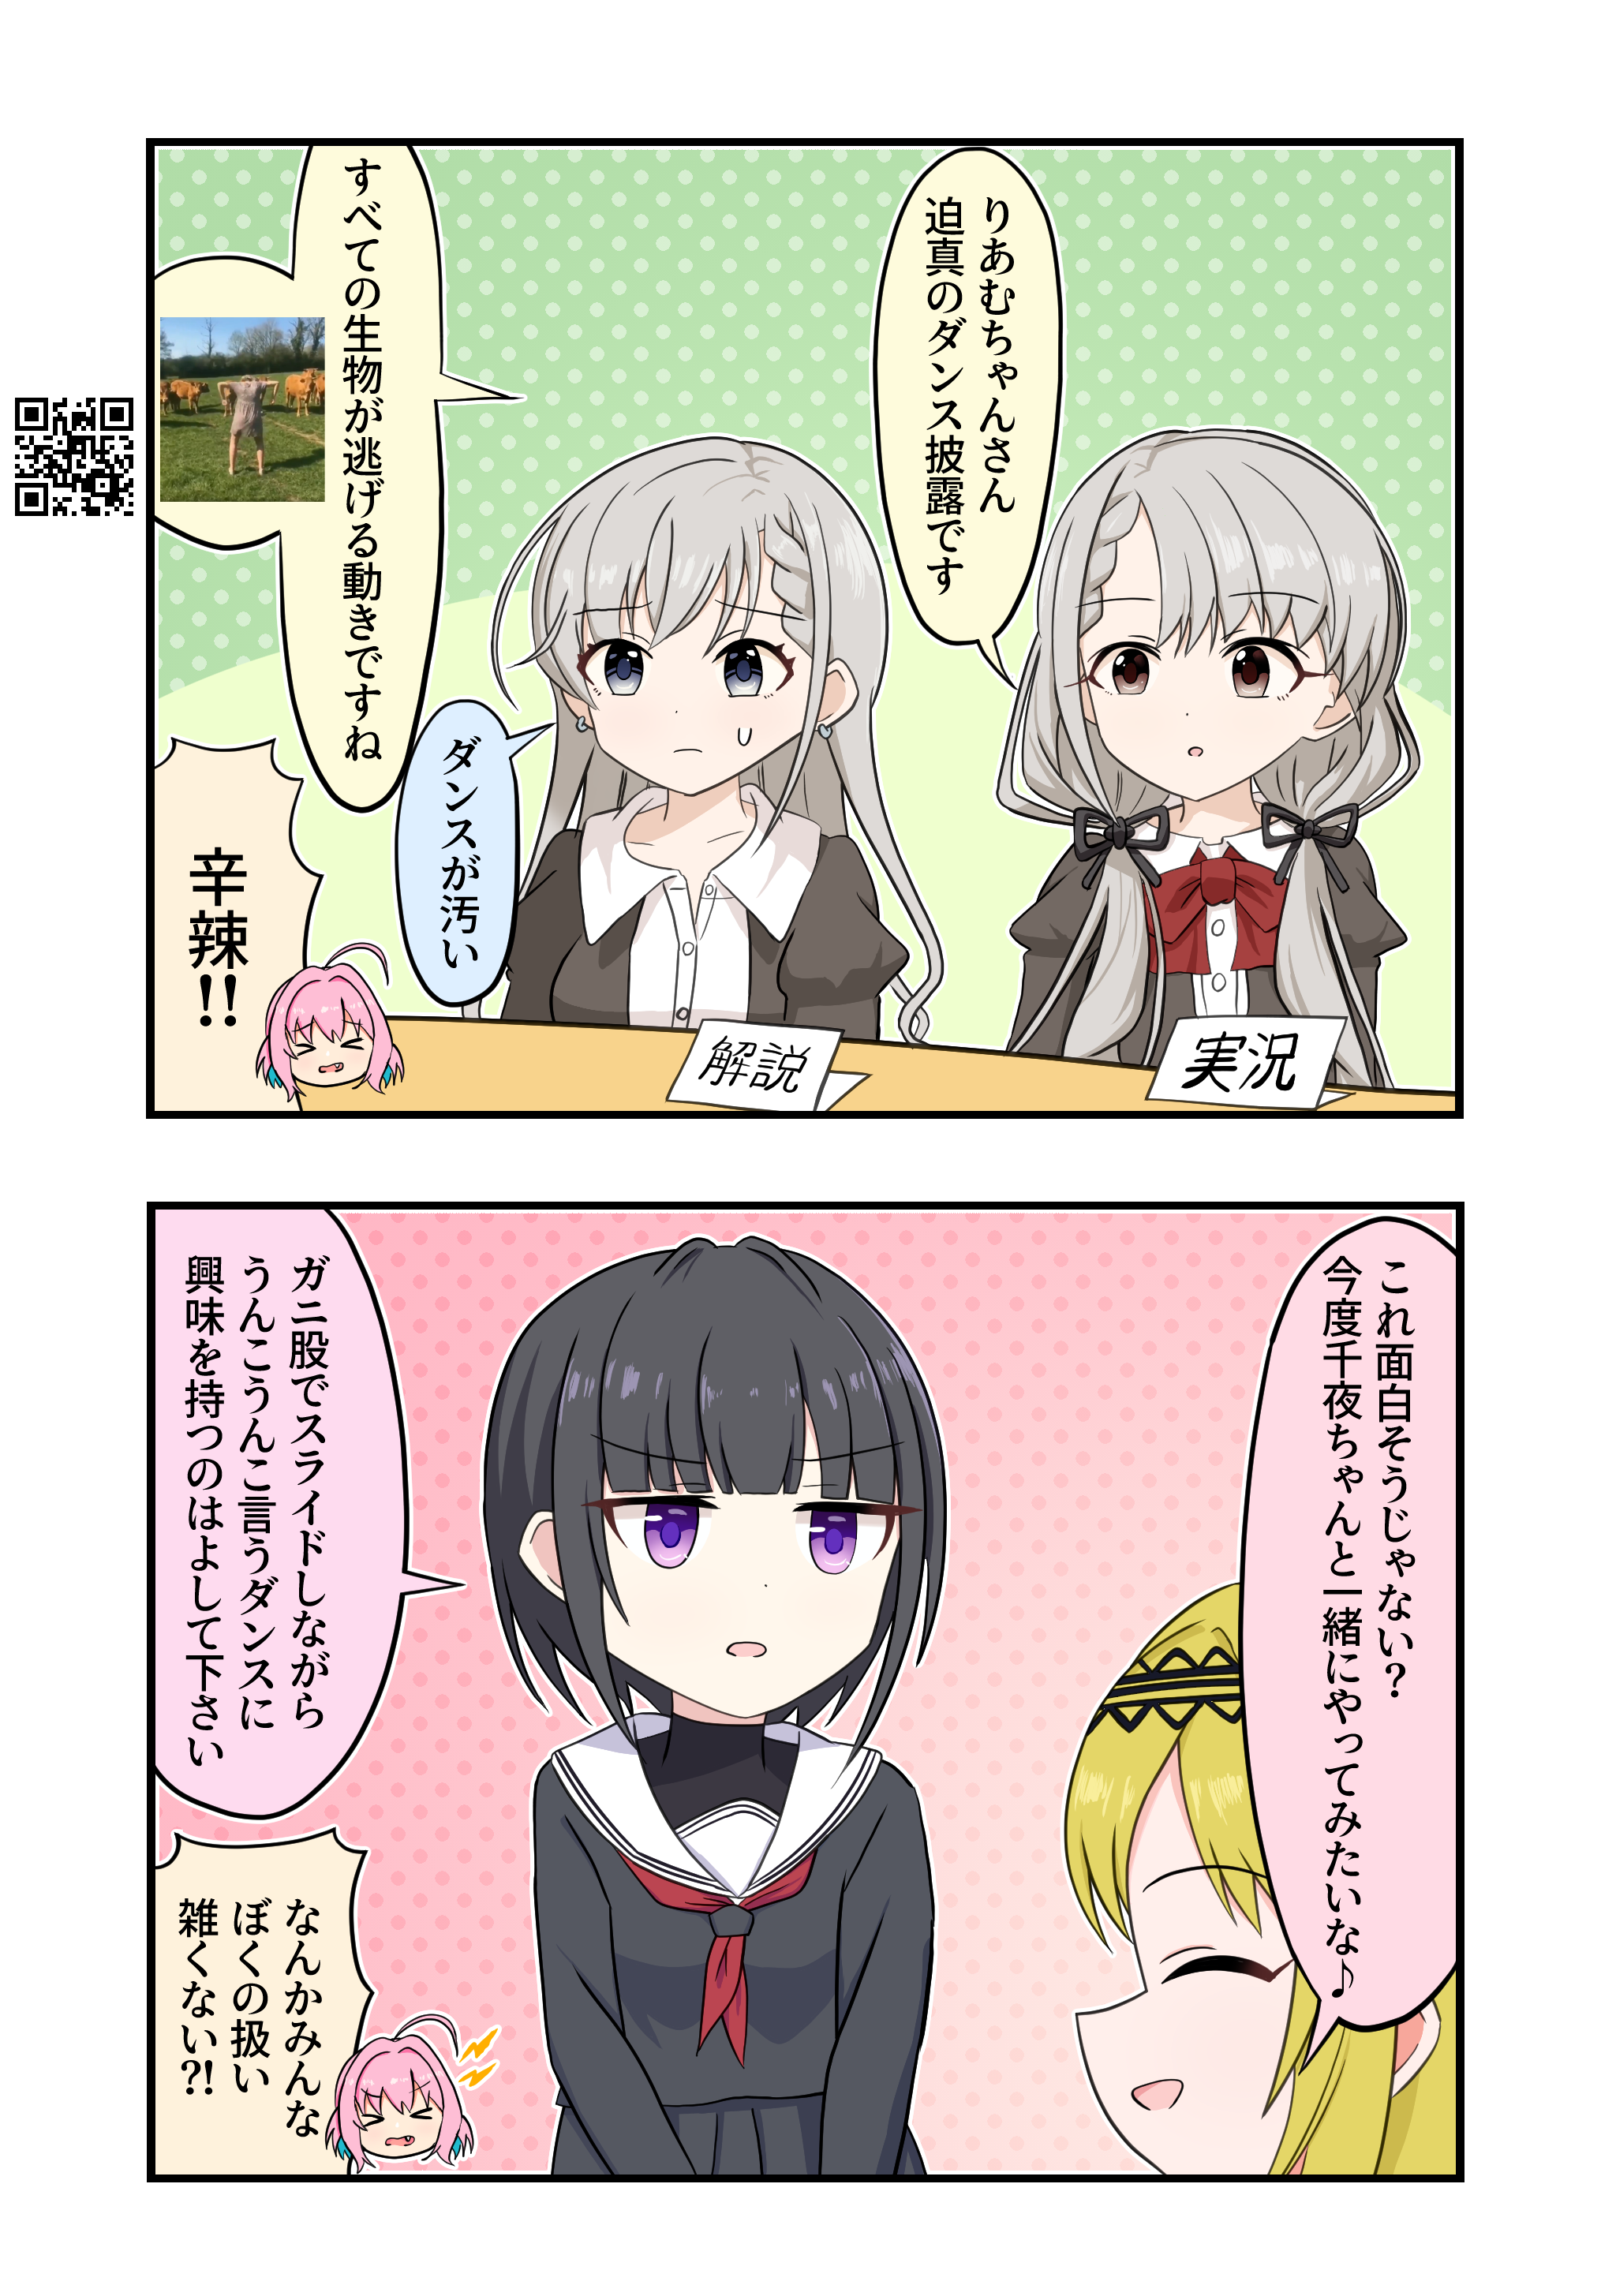 りあむちゃんさん
迫真のダンス披露です
すべての生物が逃げる動きですね
ダンスが汚い
辛辣!!
解説
実況
これ面白そうじゃない?
今度千夜ちゃんと一緒にやってみたいな♪
ガニ股でスライドしながら
うんこうんこ言うダンスに
興味を持つのはよして下さい
なんかみんな
ぼくの扱い
雑くない?!